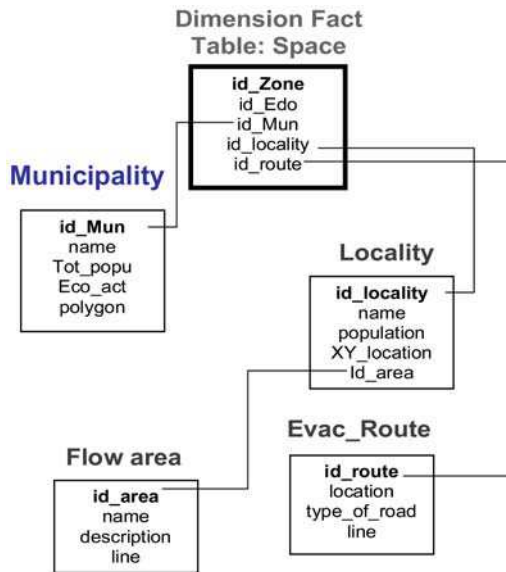 Dimension Fact
Table: Space
id_Zone
id_Edo
id_Mun
id_locality
id_route
Municipality
id_Mun
name
Tot_popu
Eco_act
polygon
Locality
id_locality
name
population
XY_location
Id_area
Flow area
id_area
name
description
line
Evac_Route
id_route
location
type_of_road
line